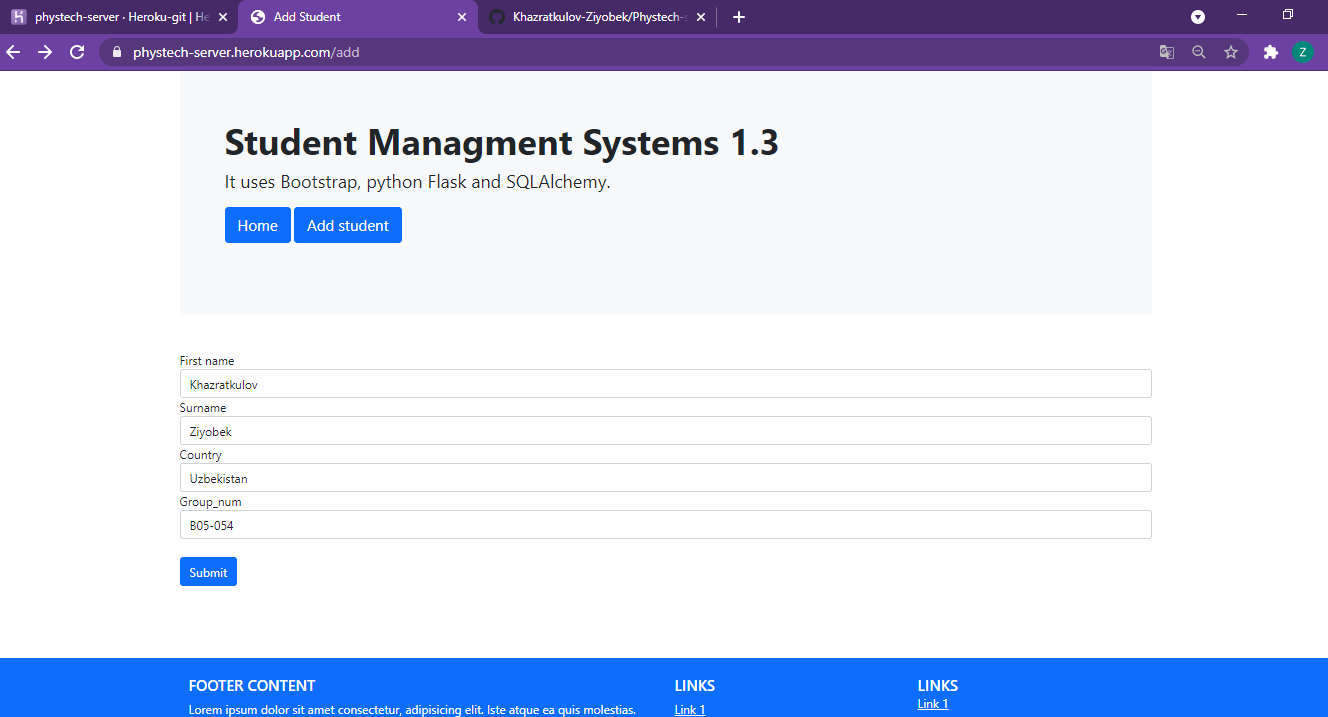 phystech-server · Heroku-git | He
Add Student
Khazratkulov-Ziyobek/Phystech-s
phystech-server.herokuapp.com/add
Z
Student Managment Systems 1.3
It uses Bootstrap, python Flask and SQLAlchemy.
Home Add student
First name
Khazratkulov
Surname
Ziyobek
Country
Uzbekistan
Group_num
B05-054
Submit
FOOTER CONTENT LINKS LINKS
Lorem ipsum dolor sit amet consectetur, adipisicing elit. Iste atque ea quis molestias. Link 1 Link 1